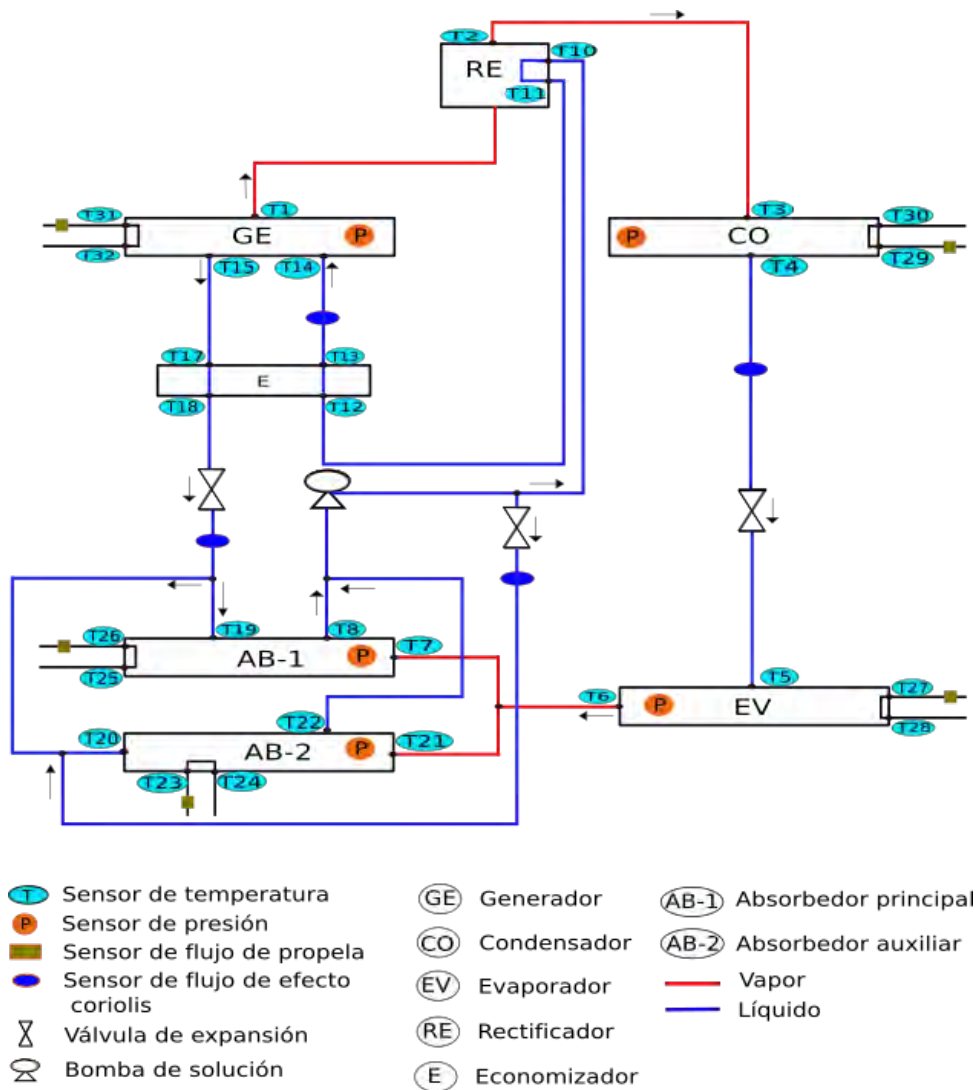 T2
T10
RE
T11
T1
T31
GE
P
T32
T15
T14
T3
T30
P
CO
T4
T29
T17
T13
E
T18
T12
T19
T8
T26
T7
AB-1
P
T25
T22
T20
T21
AB-2
P
T23
T24
T5
T6
P
EV
T27
T28
T Sensor de temperatura
P Sensor de presión
Sensor de flujo de propela
Sensor de flujo de efecto
coriolis
Válvula de expansión
Bomba de solución
GE Generador
CO Condensador
EV Evaporador
RE Rectificador
E Economizador
AB-1 Absorbedor principal
AB-2 Absorbedor auxiliar
Vapor
Líquido